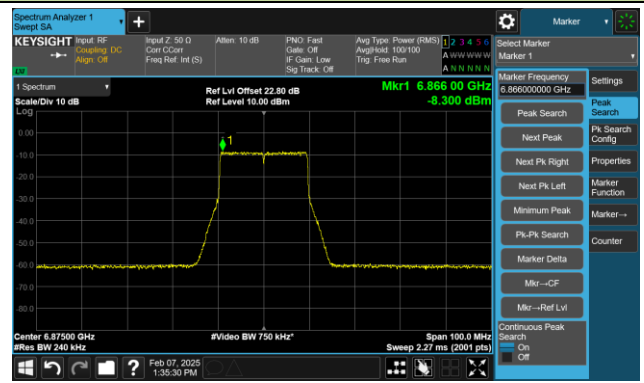 Spectrum Analyzer 1
Swept SA
Marker
KEYSIGHT
Input: RF
Coupling: DC
Align: Off
Input Z: 50 Ω
Corr CCorr
Freq Ref: Int (S)
Atten: 10 dB
PNO: Fast
Gate: Off
IF Gain: Low
Sig Track: Off
Avg Type: Power (RMS)
Avg|Hold: 100/100
Trig: Free Run
1 2 3 4 5 6
A W W W W W
A N N N N N
LNI
Select Marker
Marker 1
1 Spectrum
Scale/Div 10 dB
Log
Ref Lvl Offset 22.80 dB
Ref Level 10.00 dBm
Mkr1 6.866 00 GHz
-8.300 dBm
Marker Frequency
6.866000000 GHz
Peak Search
Next Peak
Next Pk Right
Next Pk Left
Minimum Peak
Pk-Pk Search
Marker Delta
Mkr→CF
Mkr→Ref Lvl
Continuous Peak
Search
On
Off
Settings
Peak
Search
Pk Search
Config
Properties
Marker
Function
Marker→
Counter
0.00
-10.0
-20.0
-30.0
-40.0
-50.0
-60.0
-70.0
-80.0
1
Center 6.87500 GHz
#Res BW 240 kHz
#Video BW 750 kHz*
Span 100.0 MHz
Sweep 2.27 ms (2001 pts)
?
Feb 07, 2025
1:35:30 PM